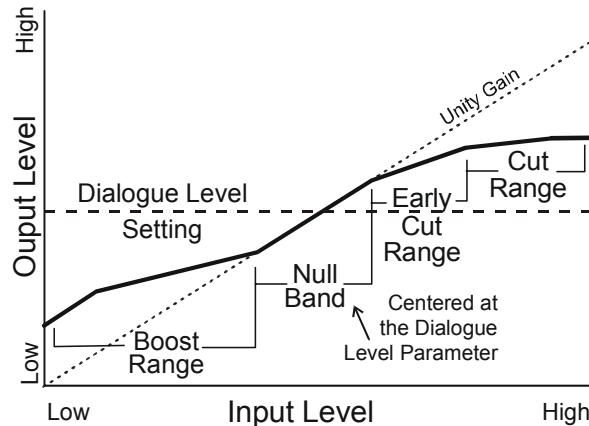 High
Unity Gain
Ouput Level
Dialogue Level
Setting
Cut
Range
Early
Cut
Range
Null
Band
Centered at
the Dialogue
Level Parameter
Boost
Range
Low
Low
Input Level
High